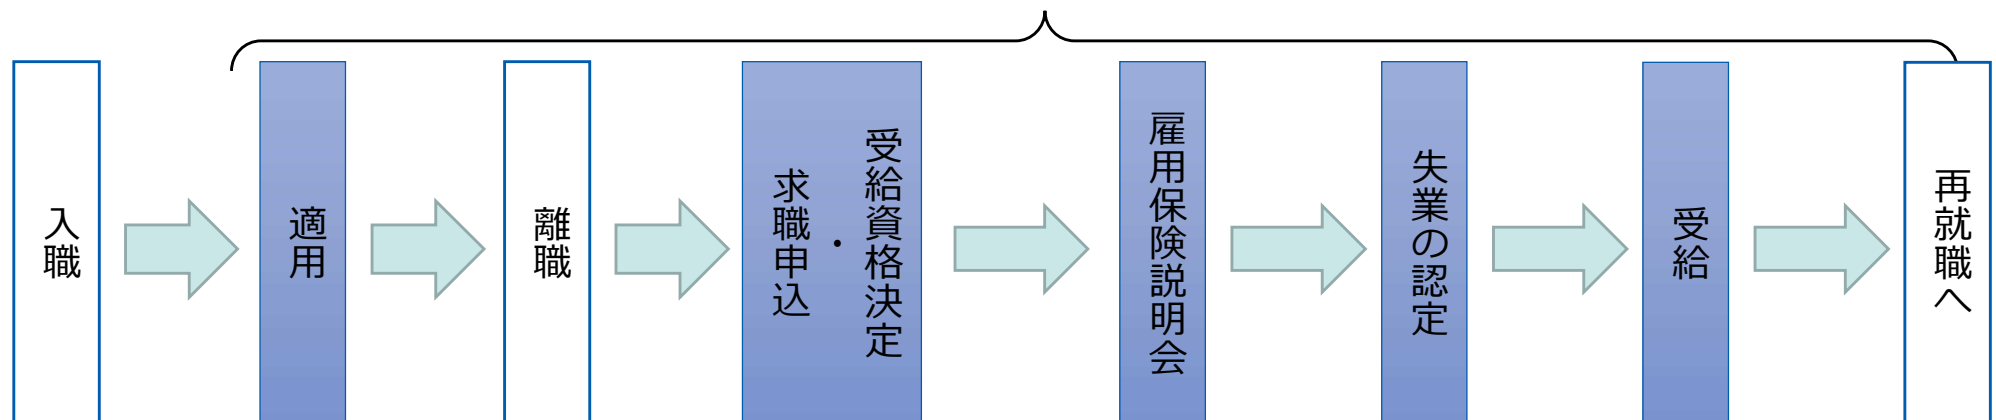 入職
適用
離職
受給資格決定
・
求職申込
雇用保険説明会
失業の認定
受給
再就職へ